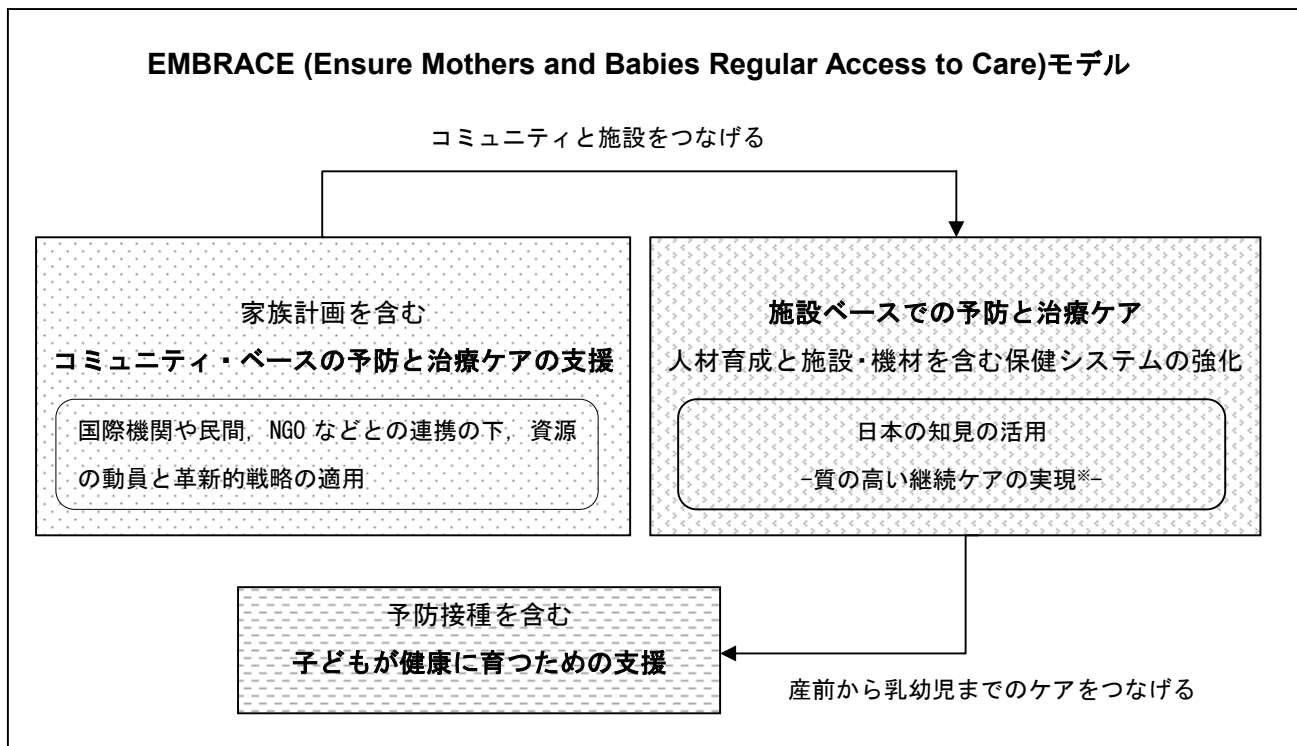 EMBRACE (Ensure Mothers and Babies Regular Access to Care)モデル
コミュニティと施設をつなげる
家族計画を含む
コミュニティ・ベースの予防と治療ケアの支援
国際機関や民間, NGO などとの連携の下, 資源
の動員と革新的戦略の適用
施設ベースでの予防と治療ケア
人材育成と施設・機材を含む保健システムの強化
日本の知見の活用
-質の高い継続ケアの実現※-
予防接種を含む
子どもが健康に育つための支援
産前から乳幼児までのケアをつなげる